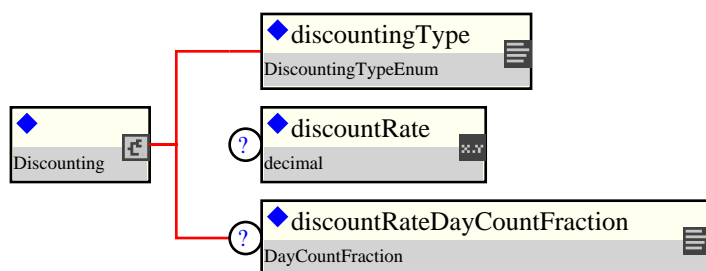 discountingType
DiscountingTypeEnum
Discounting
?
discountRate
decimal
x.Y
?
discountRateDayCountFraction
DayCountFraction